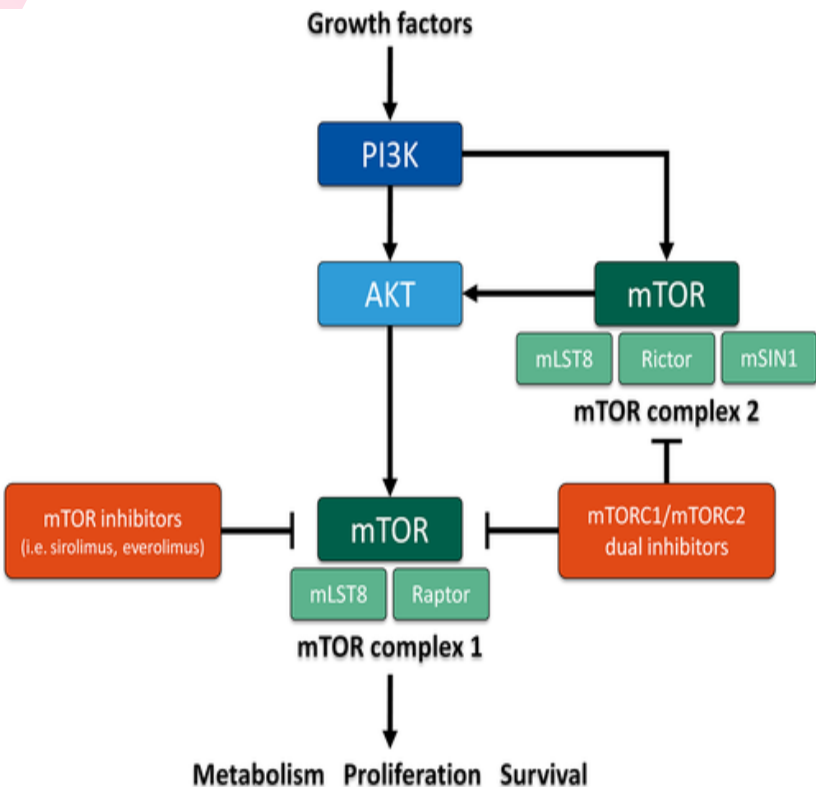 Growth factors
PI3K
AKT
mTOR
mLST8
Rictor
mSIN1
mTOR complex 2
mTOR inhibitors
(i.e. sirolimus, everolimus)
mTOR
mTORC1/mTORC2
dual inhibitors
mLST8
Raptor
mTOR complex 1
Metabolism Proliferation Survival